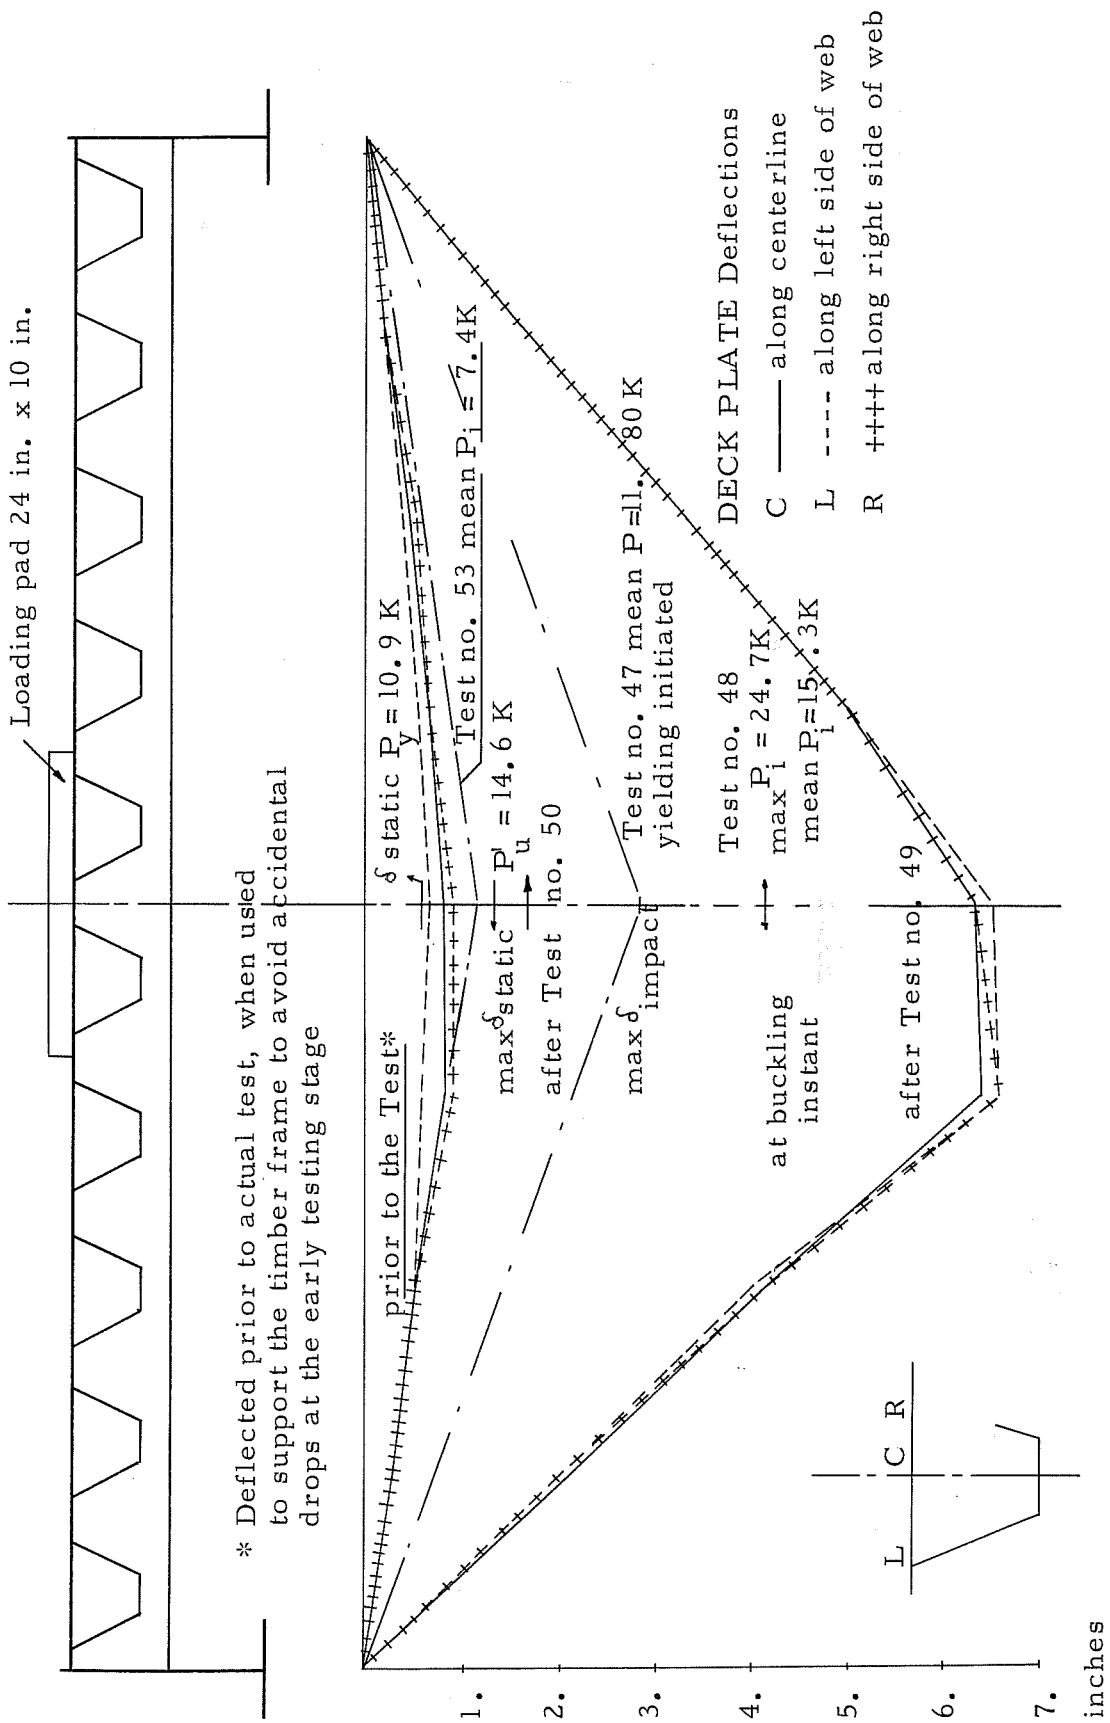 Loading pad 24 in. x 10 in.
* Deflected prior to actual test, when used
to support the timber frame to avoid accidental
drops at the early testing stage
prior to the Test*
δ static P_y = 10.9 K
Test no. 53 mean P_i = 7.4K
max δ static P'_u = 14.6 K
after Test no. 50
Test no. 47 mean P = 11.80 K
yielding initiated
max δ impact
Test no. 48
max P_i = 24.7K
mean P_i = 15.3K
at buckling
instant
after Test no. 49
DECK PLATE Deflections
C —— along centerline
L ---- along left side of web
R ++++ along right side of web
L C R
1.
2.
3.
4.
5.
6.
7.
inches